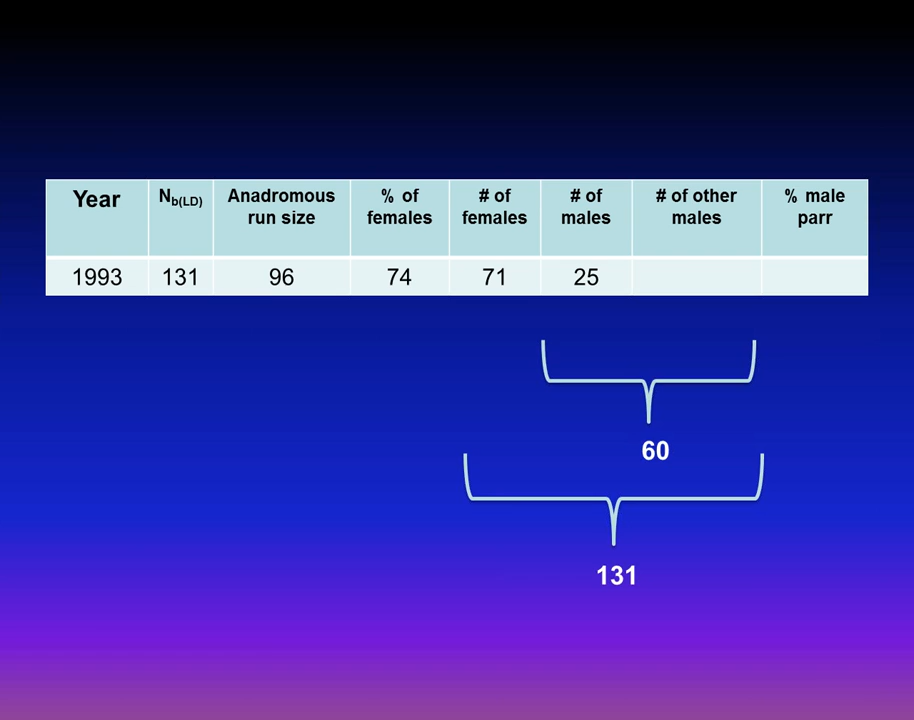 Year N_b(LD) Anadromous run size % of females # of females # of males # of other males % male parr
1993 131 96 74 71 25
60
131